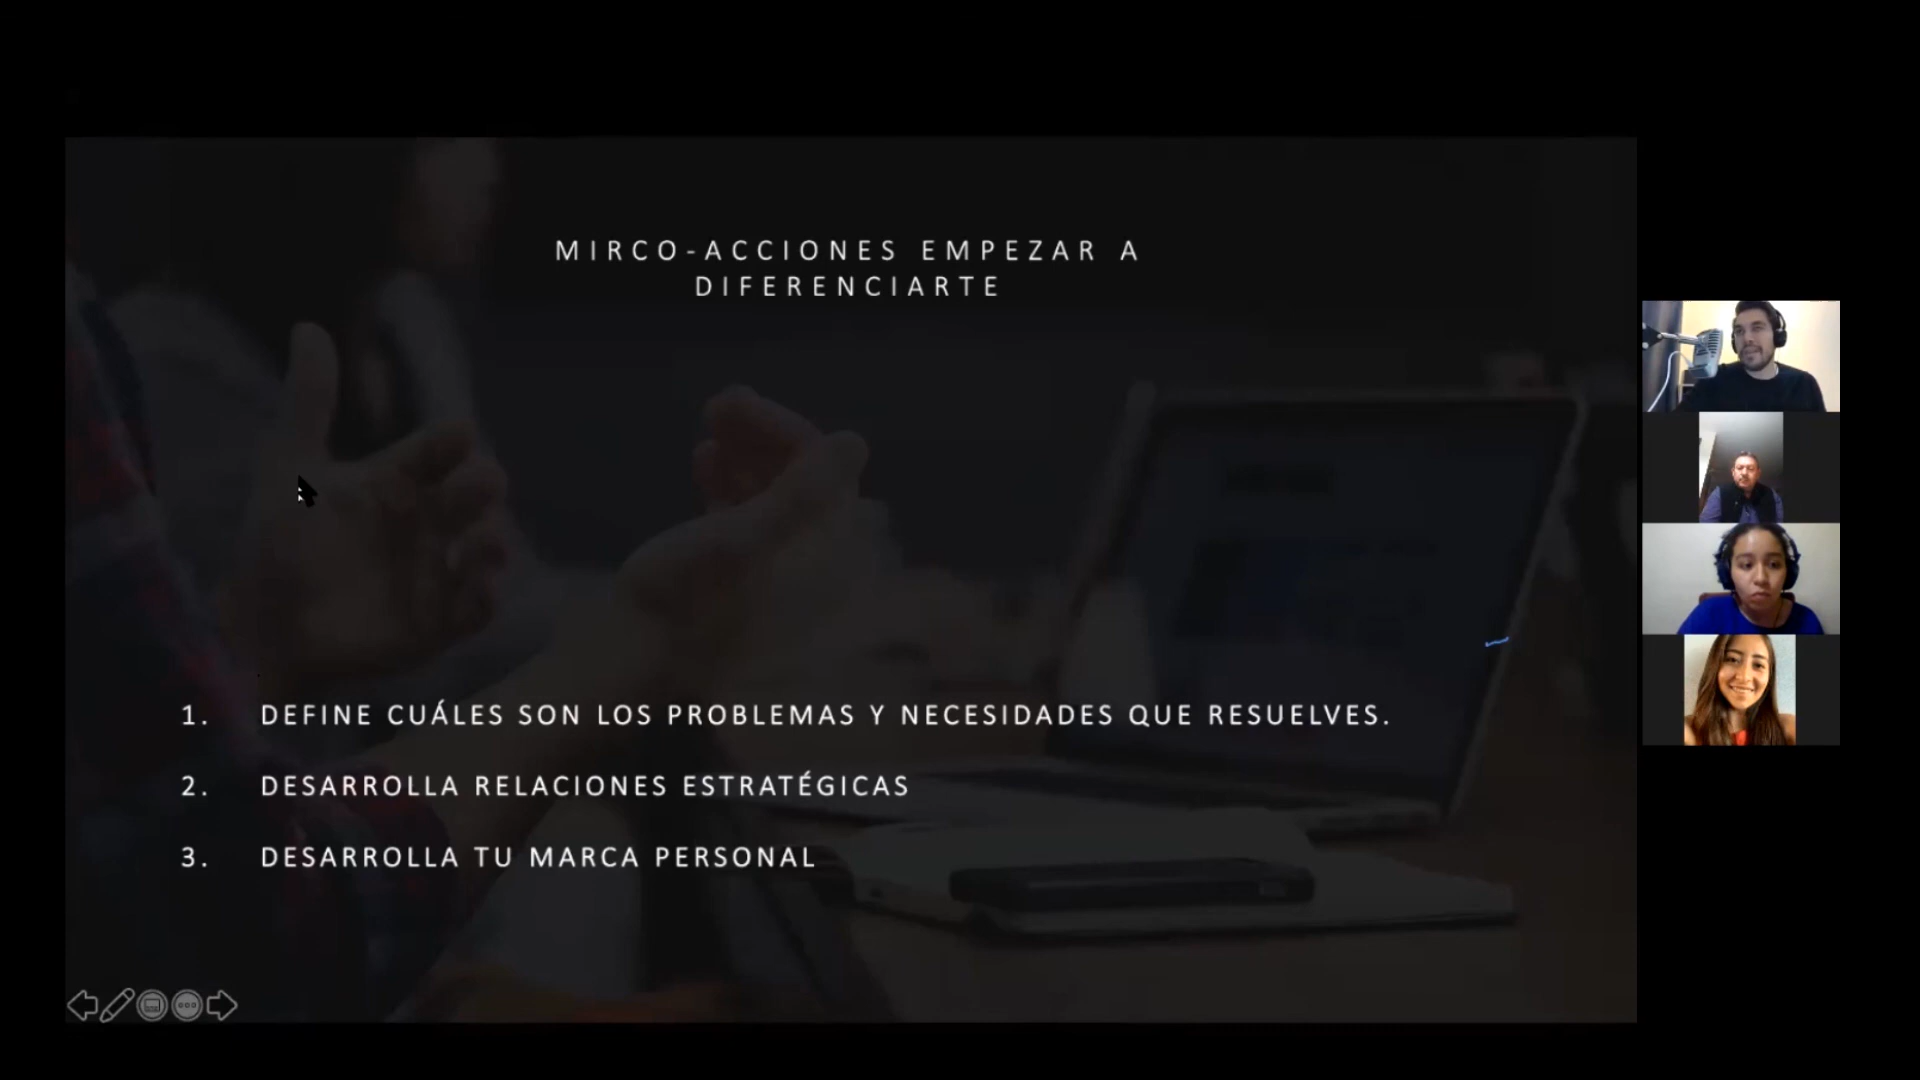 MIRCO-ACCIONES EMPEZAR A
DIFERENCIARTE
1. DEFINE CUÁLES SON LOS PROBLEMAS Y NECESIDADES QUE RESUELVES.
2. DESARROLLA RELACIONES ESTRATÉGICAS
3. DESARROLLA TU MARCA PERSONAL